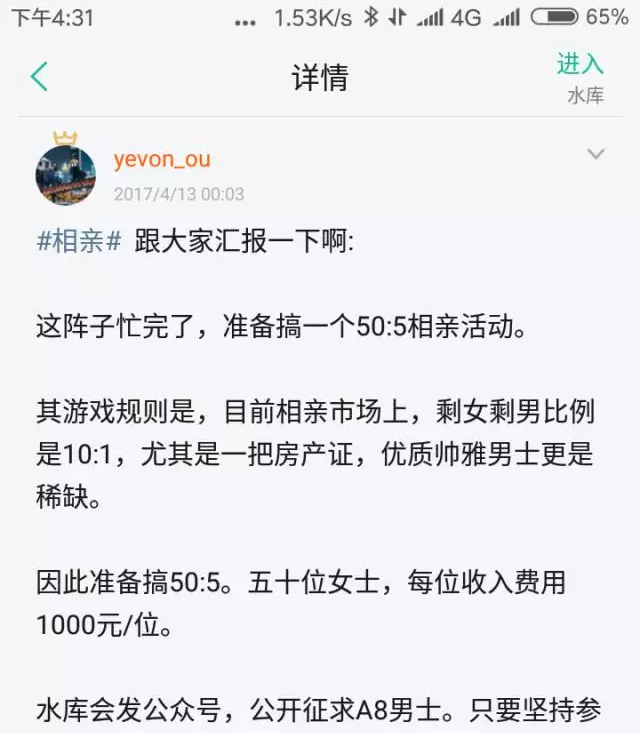 下午4:31 ... 1.53K/s 4G 65%
详情
进入
水库
yevon_ou
2017/4/13 00:03
#相亲# 跟大家汇报一下啊:
这阵子忙完了，准备搞一个50:5相亲活动。
其游戏规则是，目前相亲市场上，剩女剩男比例
是10:1，尤其是一把房产证，优质帅雅男士更是
稀缺。
因此准备搞50:5。五十位女士，每位收入费用
1000元/位。
水库会发公众号，公开征求A8男士。只要坚持参